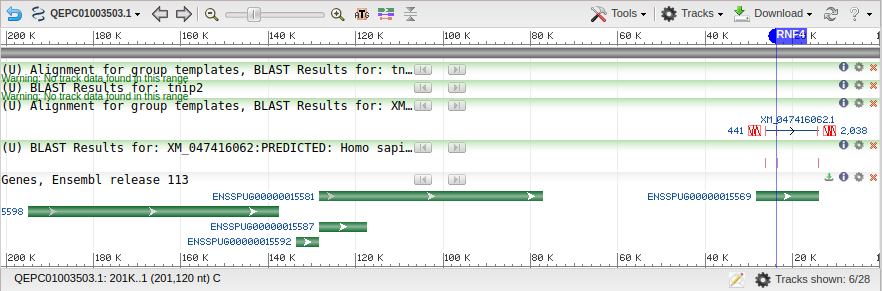 QEPC01003503.1 Tools Tracks Download ?
200 K 180 K 160 K 140 K 120 K 100 K 80 K 60 K 40 K RNF4
(U) Alignment for group templates, BLAST Results for: tn…
Warning: No track data found in this range
(U) BLAST Results for: tnip2
Warning: No track data found in this range
(U) Alignment for group templates, BLAST Results for: XM…
XM_047416062.1
441 2,038
(U) BLAST Results for: XM_047416062:PREDICTED: Homo sapi…
Genes, Ensembl release 113
ENSSPUG00000015581 ENSSPUG00000015569
5598
ENSSPUG00000015587
ENSSPUG00000015592
200 K 180 K 160 K 140 K 120 K 100 K 80 K 60 K 40 K 20 K 1
QEPC01003503.1: 201K..1 (201,120 nt) C Tracks shown: 6/28